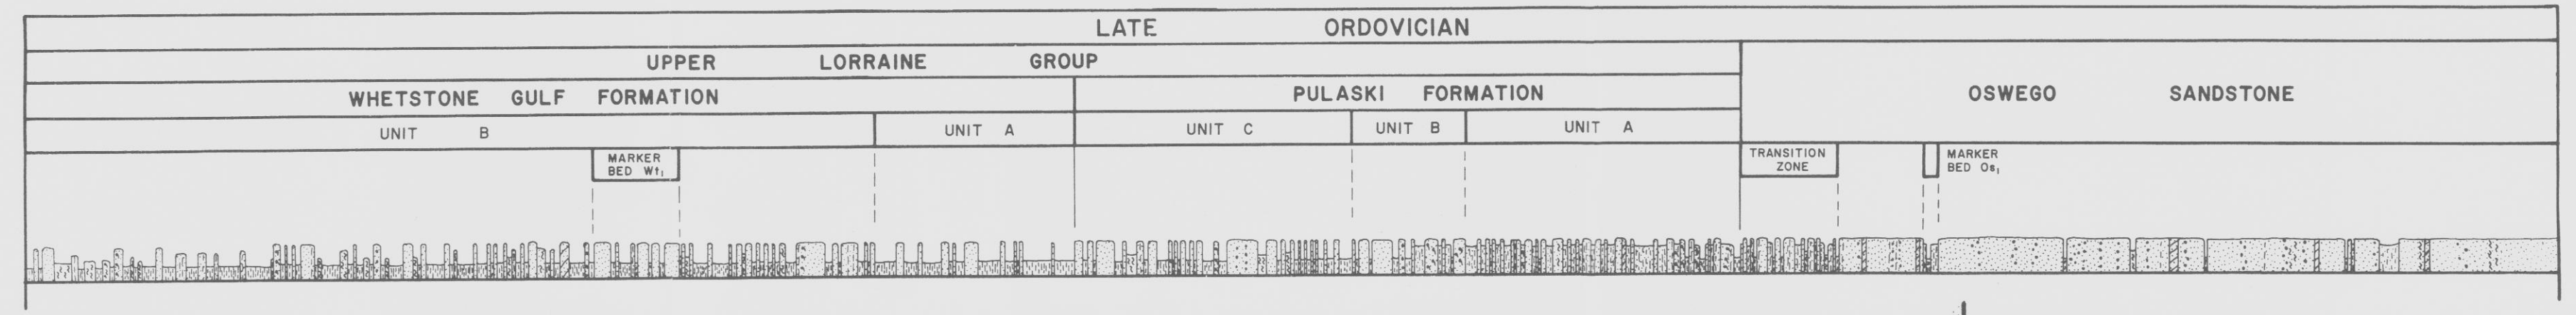 LATE ORDOVICIAN
UPPER LORRAINE GROUP
WHETSTONE GULF FORMATION
PULASKI FORMATION
OSWEGO SANDSTONE
UNIT B
UNIT A
UNIT C
UNIT B
UNIT A
MARKER
BED Wt₁
TRANSITION
ZONE
MARKER
BED Os₁